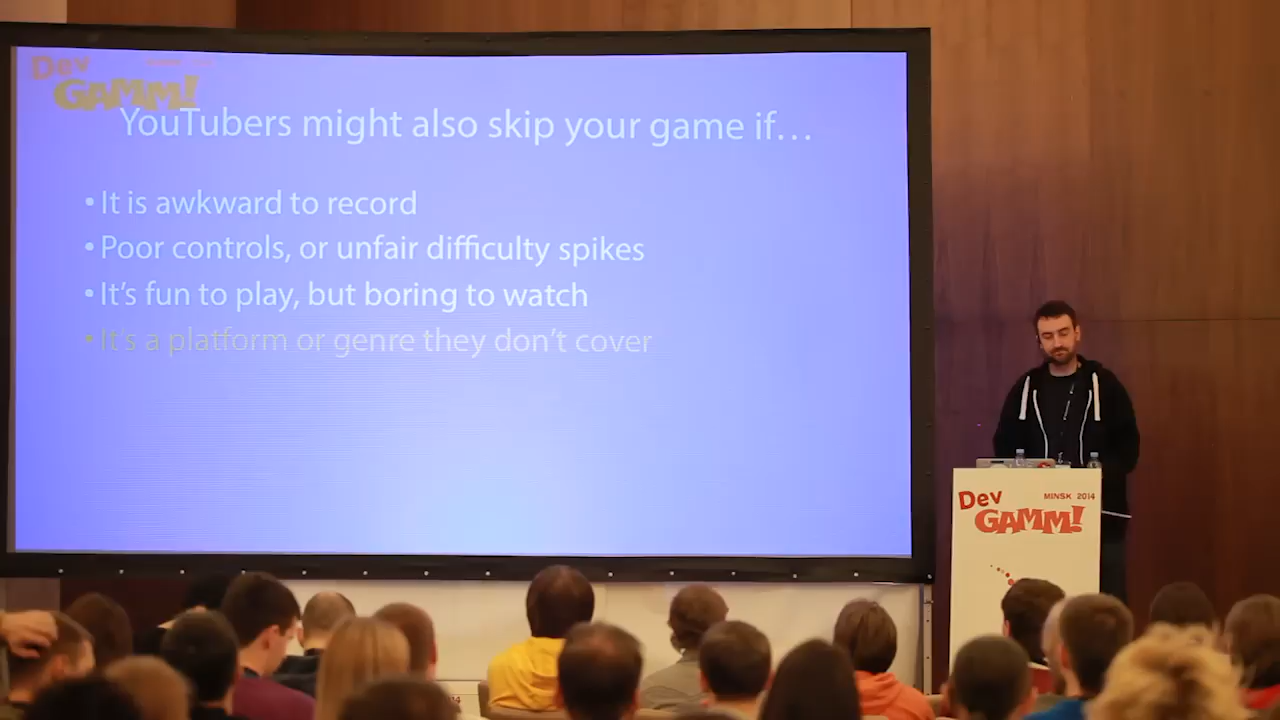 Dev
GAMM!
YouTubers might also skip your game if…
•It is awkward to record
•Poor controls, or unfair difficulty spikes
•It’s fun to play, but boring to watch
•It’s a platform or genre they don’t cover
Dev
MINSK 2014
GAMM!